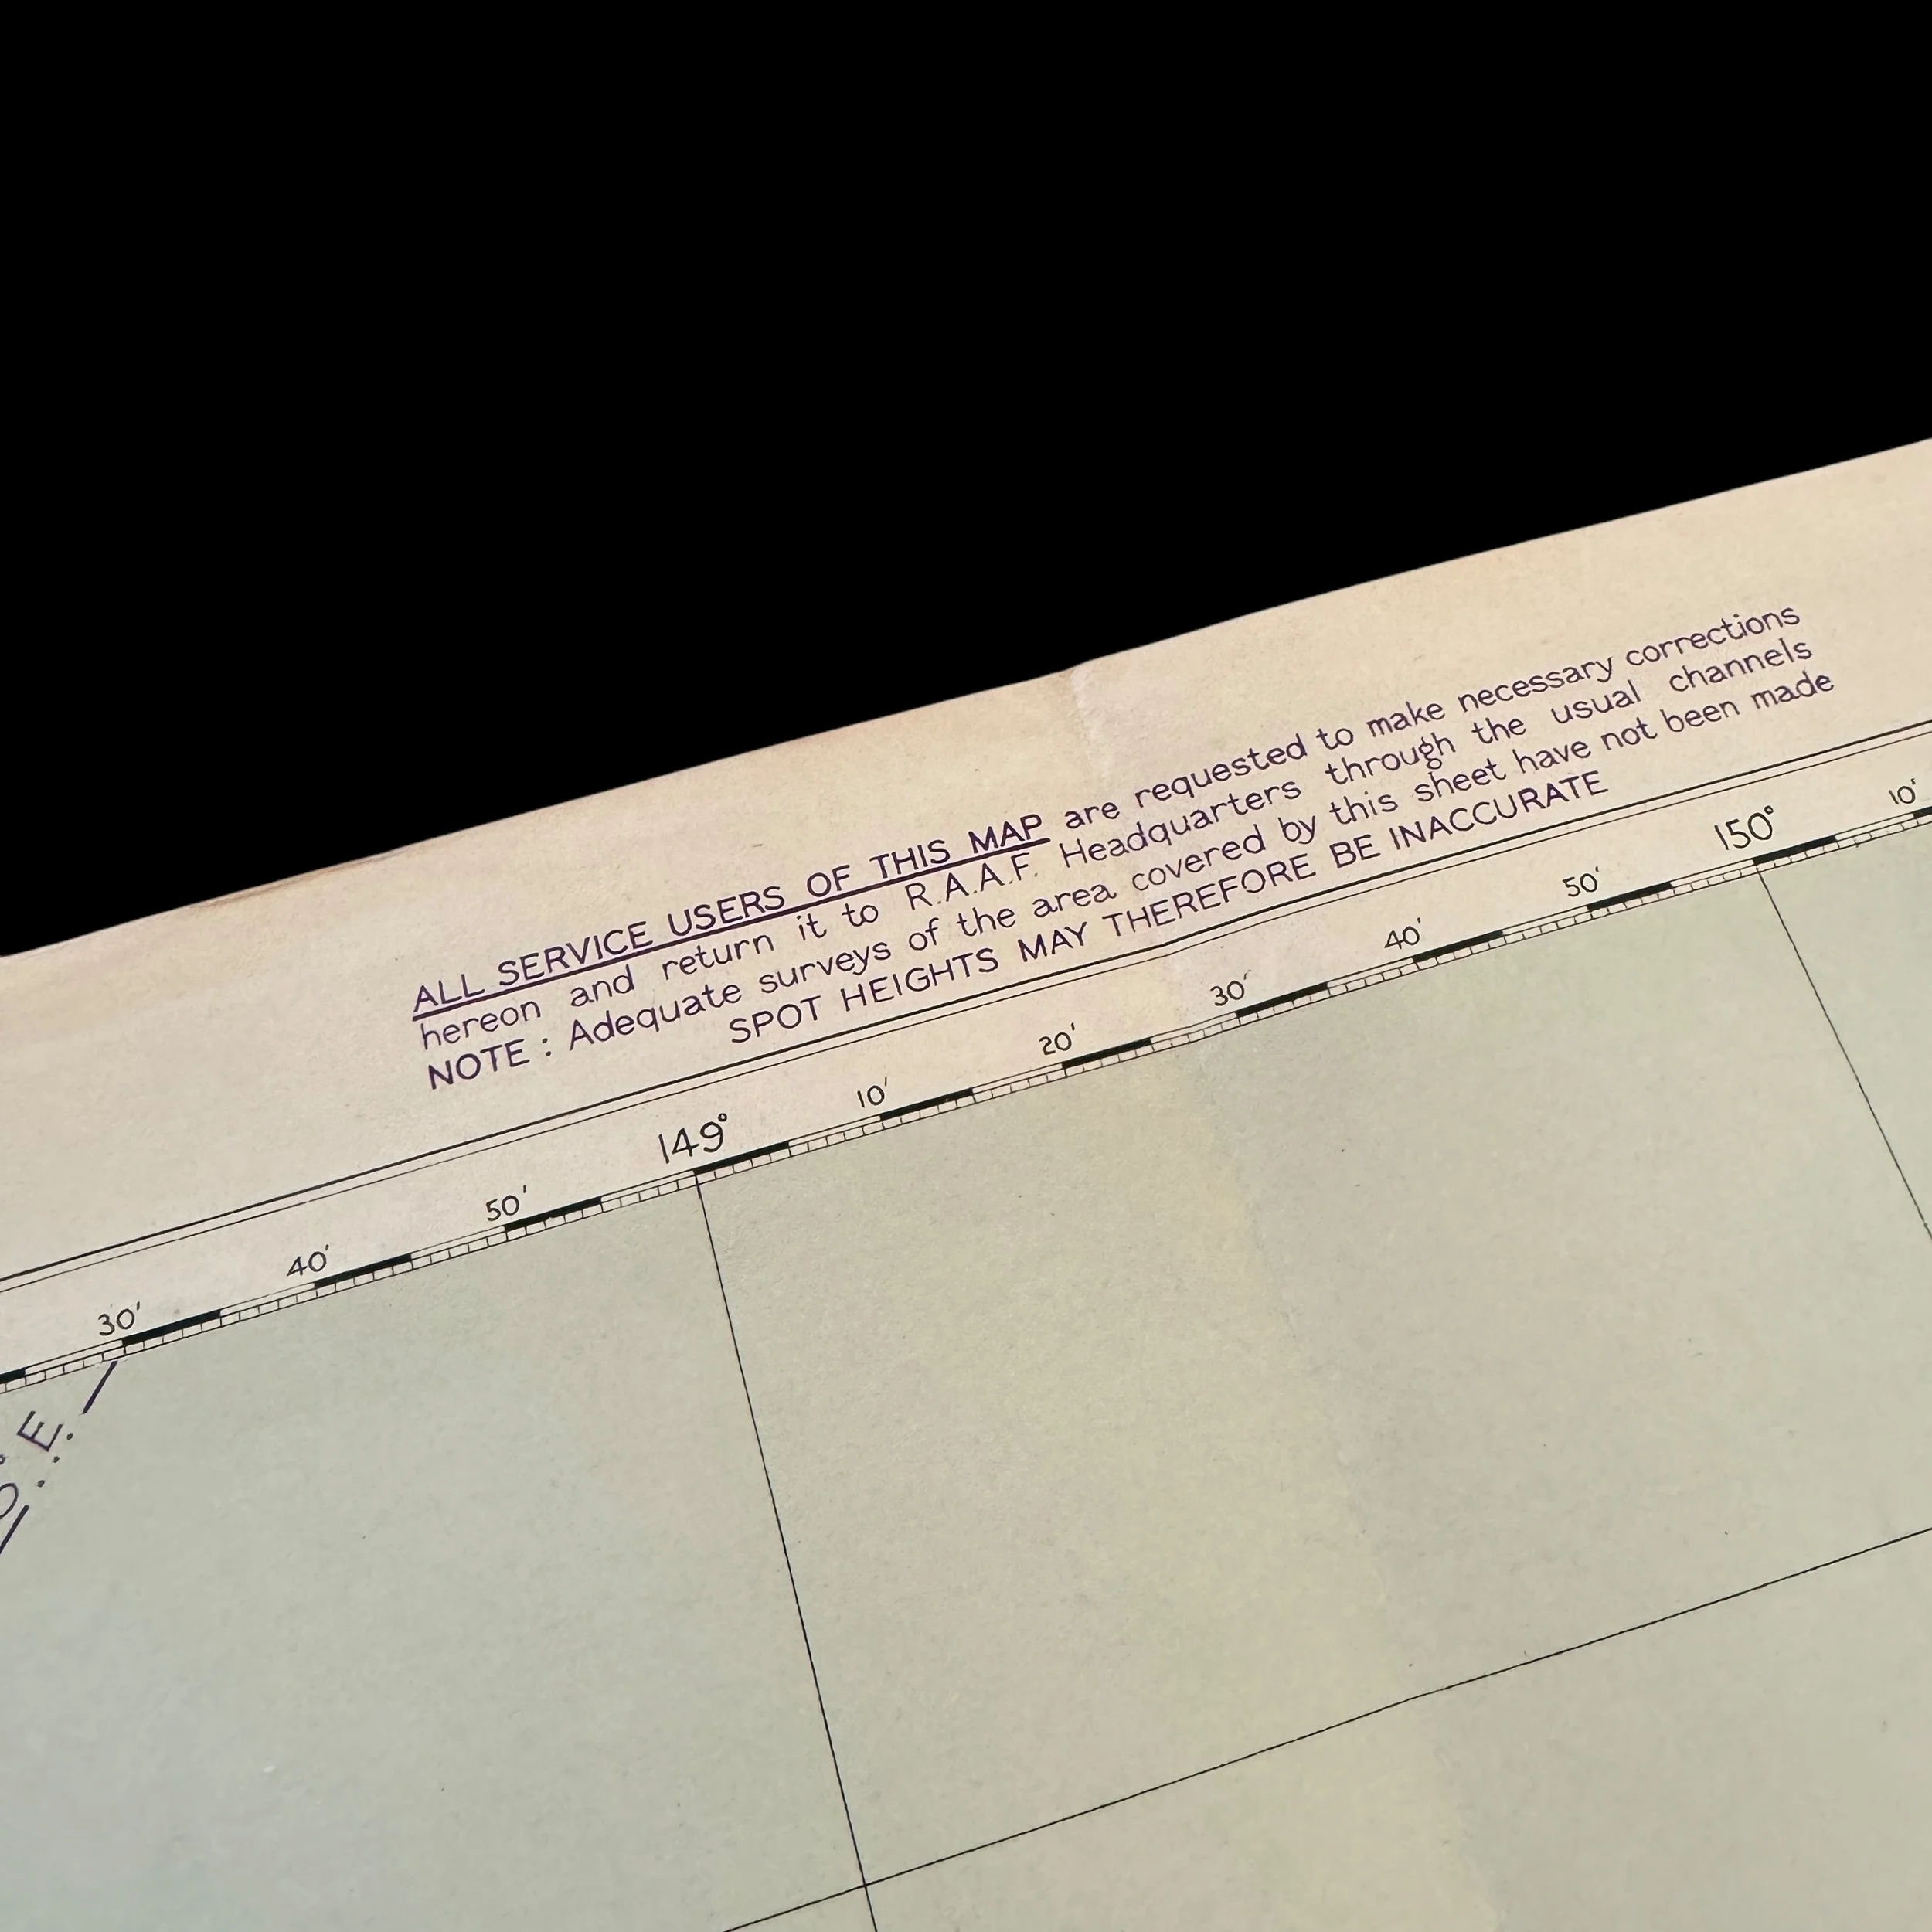 ALL SERVICE USERS OF THIS MAP are requested to make necessary corrections
hereon and return it to R.A.A.F. Headquarters through the usual channels
NOTE : Adequate surveys of the area covered by this sheet have not been made
SPOT HEIGHTS MAY THEREFORE BE INACCURATE
30' 40' 50' 149° 10' 20' 30' 40' 50' 150° 10'
E.